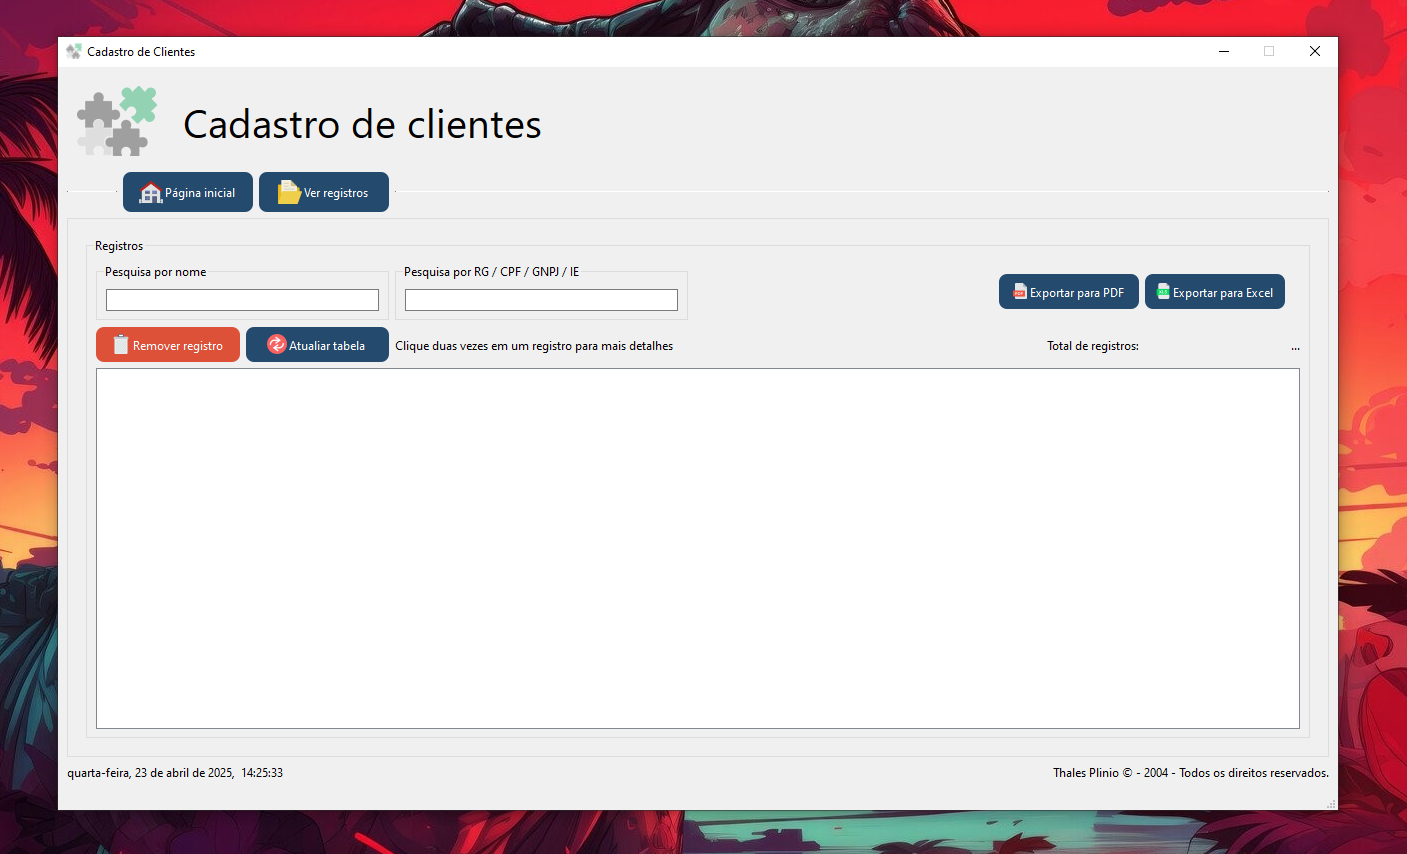 Cadastro de Clientes
Cadastro de clientes
Página inicial
Ver registros
Registros
Pesquisa por nome
Pesquisa por RG / CPF / GNPJ / IE
Exportar para PDF
Exportar para Excel
Remover registro
Atualiar tabela
Clique duas vezes em um registro para mais detalhes
Total de registros:
...
quarta-feira, 23 de abril de 2025, 14:25:33
Thales Plinio © - 2004 - Todos os direitos reservados.